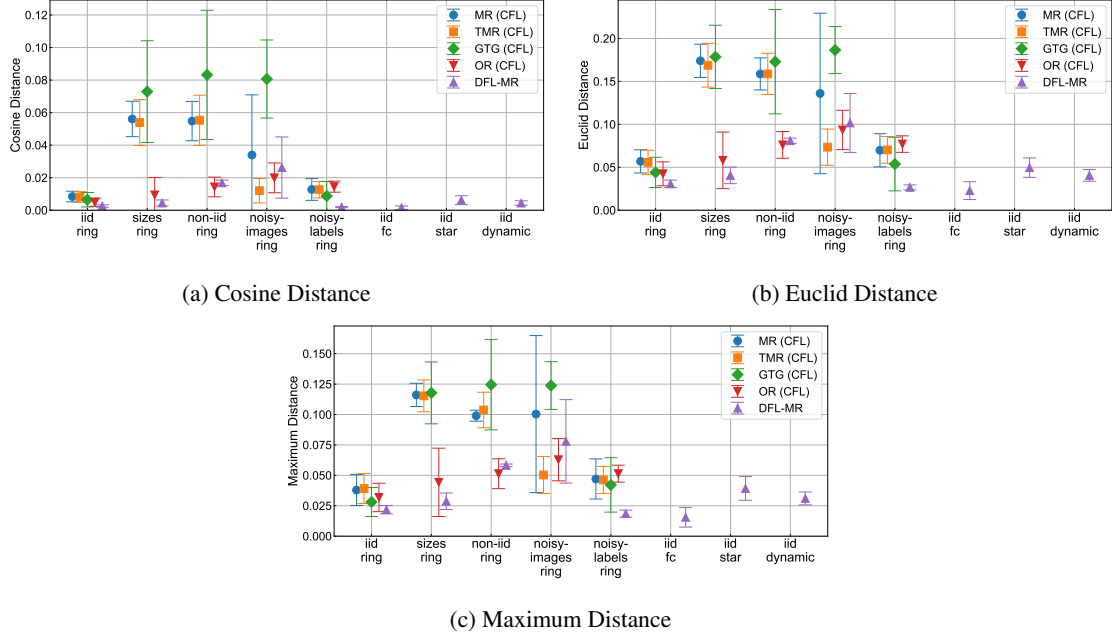 0.12
0.10
0.08
0.06
0.04
0.02
0.00
Cosine Distance
MR (CFL)
TMR (CFL)
GTG (CFL)
OR (CFL)
DFL-MR
iid ring
sizes ring
non-iid ring
noisy-images ring
noisy-labels ring
iid fc
iid star
iid dynamic
(a) Cosine Distance
0.20
0.15
0.10
0.05
0.00
Euclid Distance
MR (CFL)
TMR (CFL)
GTG (CFL)
OR (CFL)
DFL-MR
iid ring
sizes ring
non-iid ring
noisy-images ring
noisy-labels ring
iid fc
iid star
iid dynamic
(b) Euclid Distance
0.150
0.125
0.100
0.075
0.050
0.025
0.000
Maximum Distance
MR (CFL)
TMR (CFL)
GTG (CFL)
OR (CFL)
DFL-MR
iid ring
sizes ring
non-iid ring
noisy-images ring
noisy-labels ring
iid fc
iid star
iid dynamic
(c) Maximum Distance